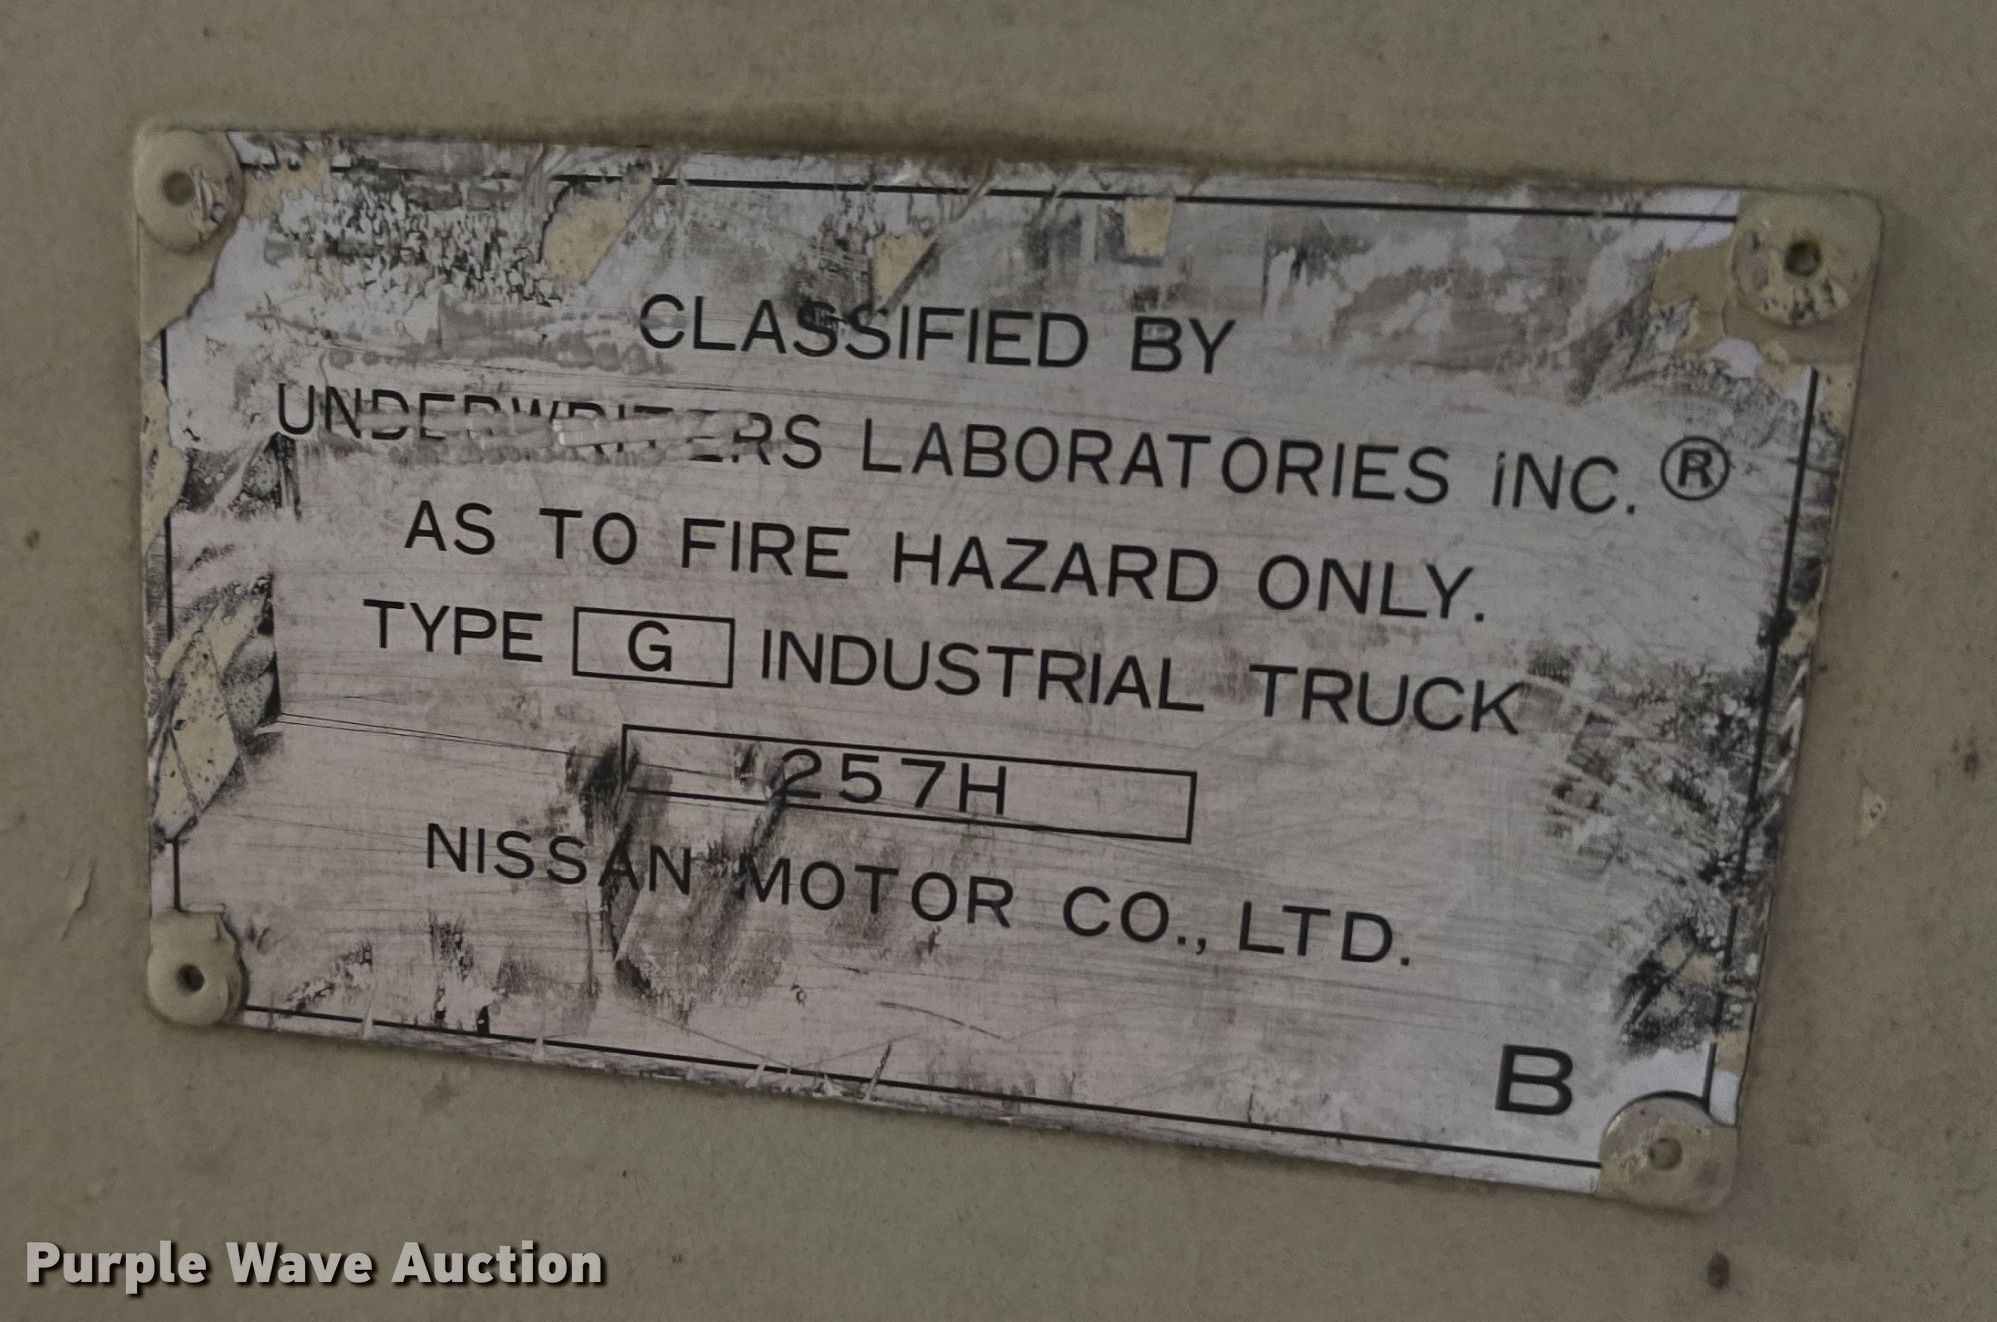 CLASSIFIED BY
UNDERWRITERS LABORATORIES iNC.®
AS TO FIRE HAZARD ONLY.
TYPE G INDUSTRIAL TRUCK
257H
NISSAN MOTOR CO., LTD.
B
Purple Wave Auction